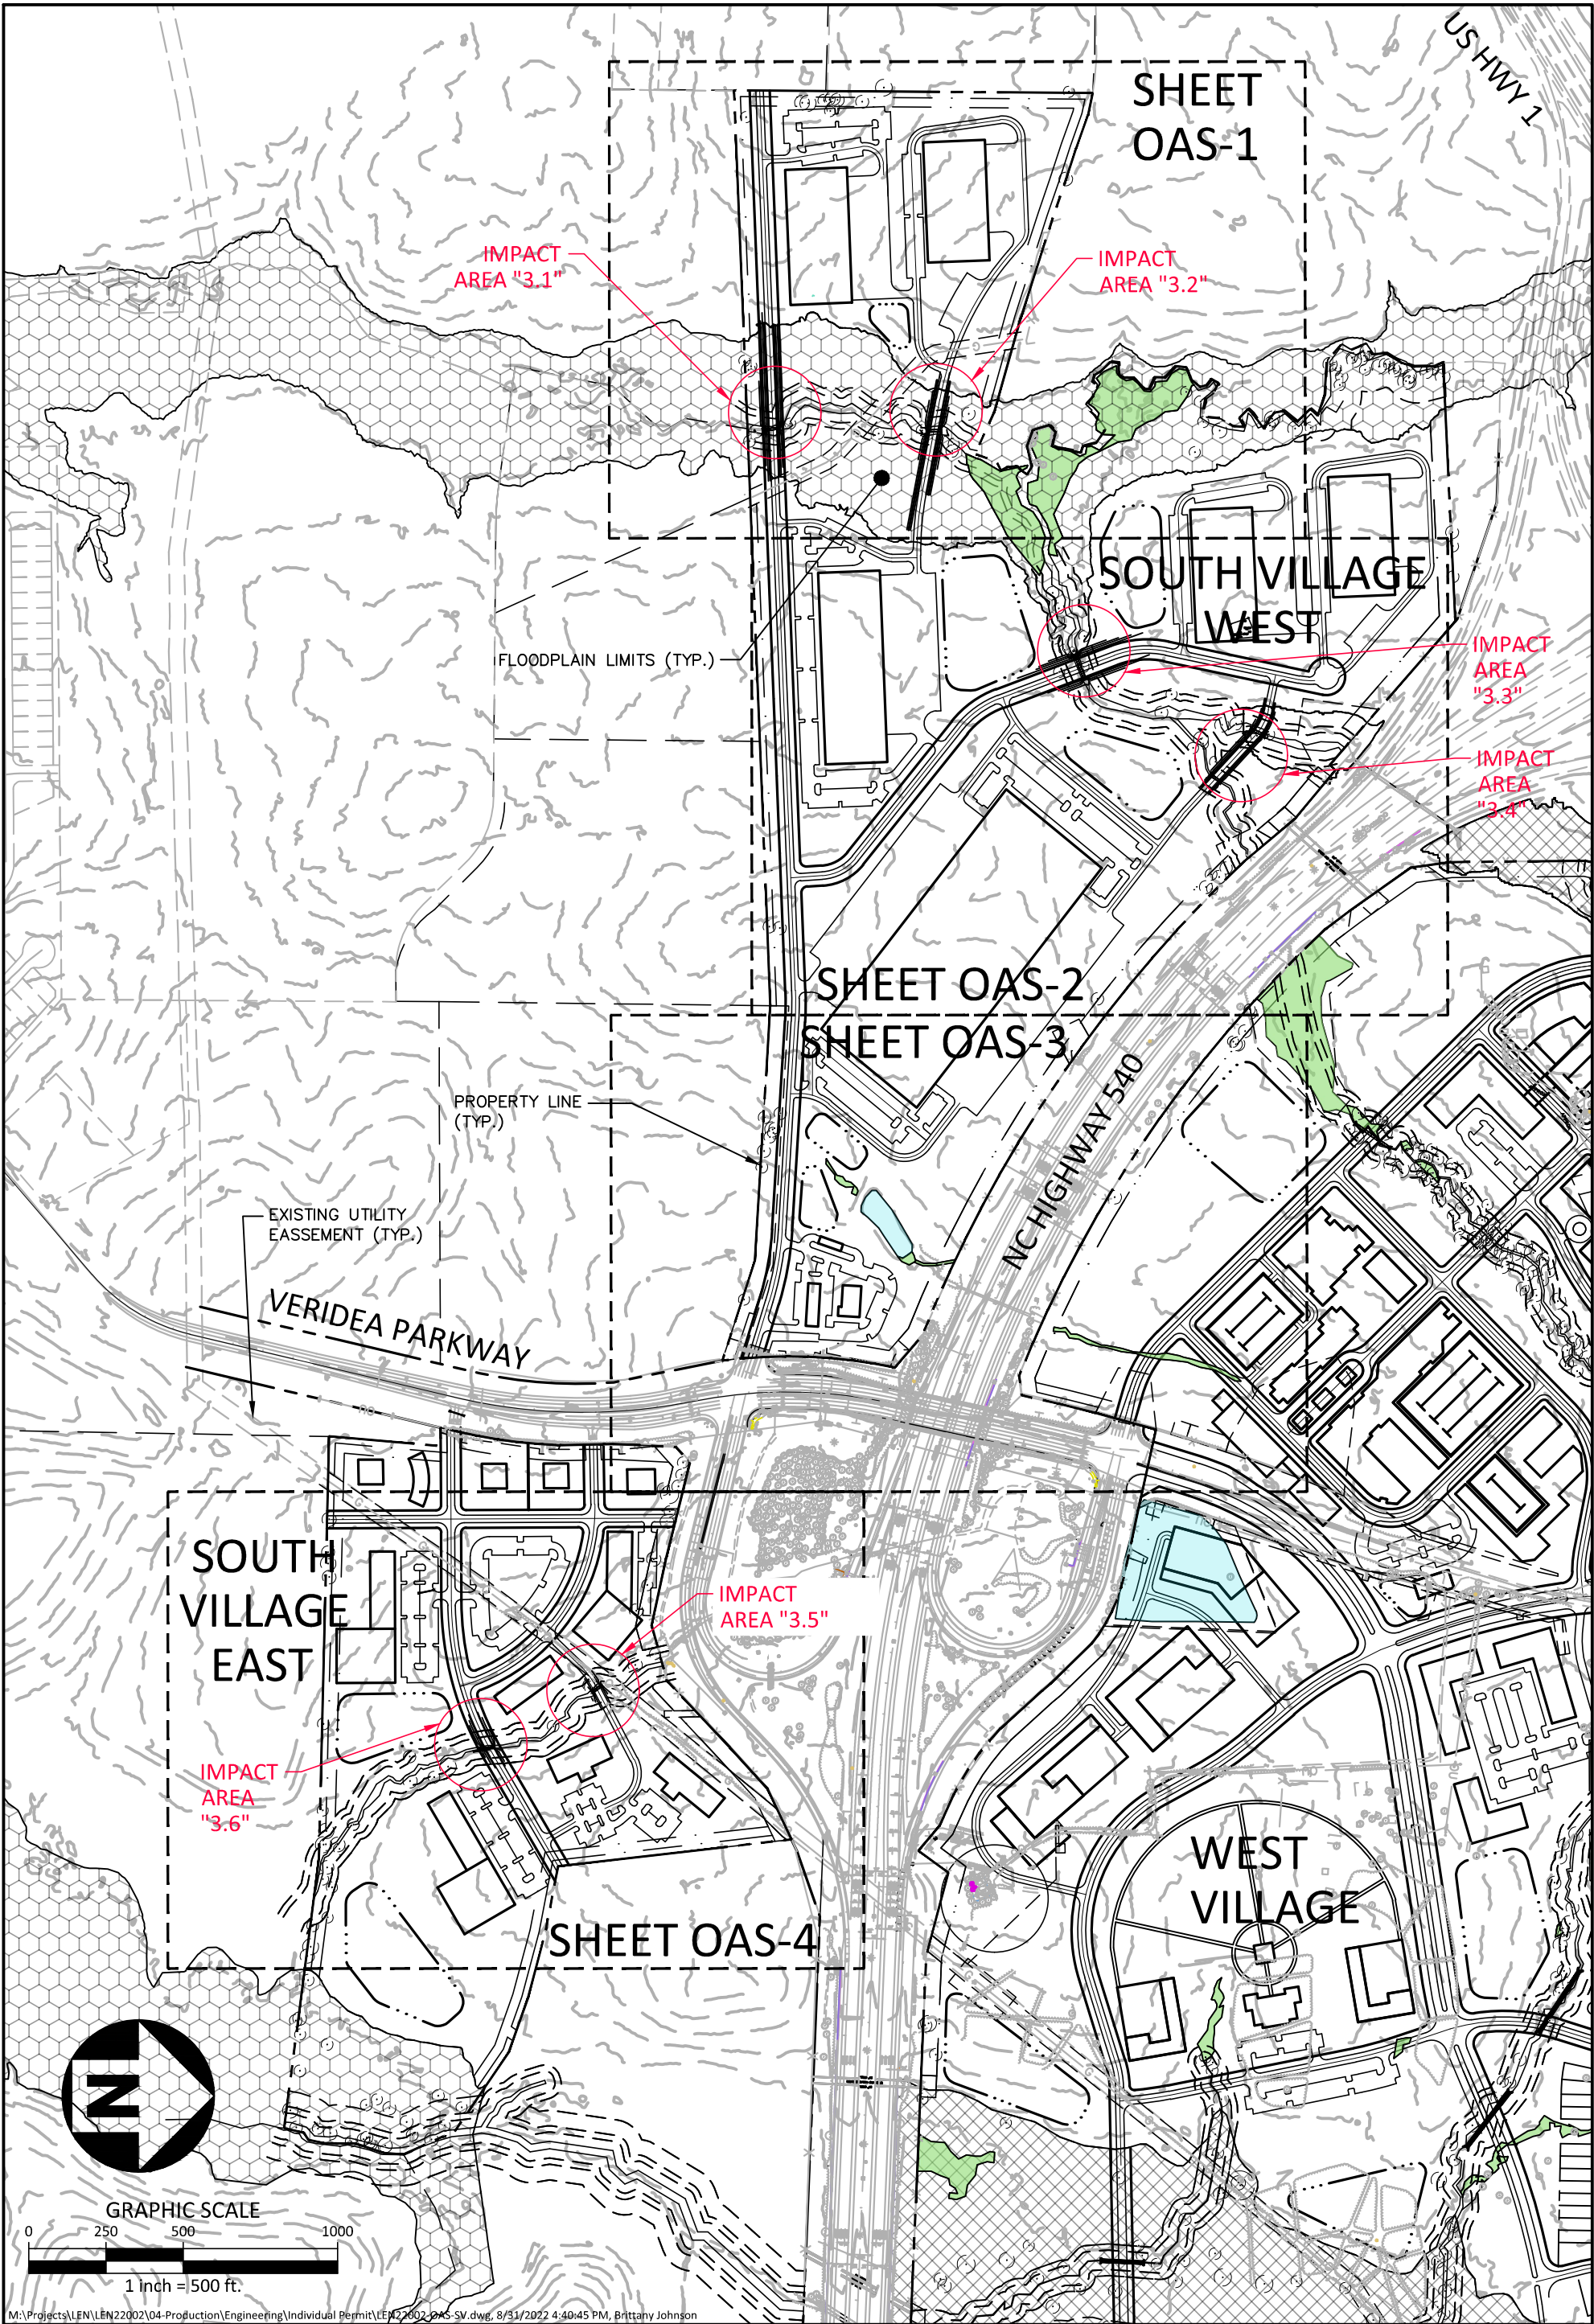 US HWY 1
SHEET
OAS-1
IMPACT
AREA "3.1"
IMPACT
AREA "3.2"
SOUTH VILLAGE
WEST
FLOODPLAIN LIMITS (TYP.)
IMPACT
AREA
"3.3"
IMPACT
AREA
"3.4"
SHEET OAS-2
SHEET OAS-3
NC HIGHWAY 540
PROPERTY LINE
(TYP.)
EXISTING UTILITY
EASSEMENT (TYP.)
VERIDEA PARKWAY
SOUTH
VILLAGE
EAST
IMPACT
AREA "3.5"
IMPACT
AREA
"3.6"
WEST
VILLAGE
SHEET OAS-4
N
GRAPHIC SCALE
0 250 500 1000
1 inch = 500 ft.
M:\Projects\LEN\LEN22002\04-Production\Engineering\Individual Permit\LEN22002-OAS-SV.dwg, 8/31/2022 4:40:45 PM, Brittany Johnson